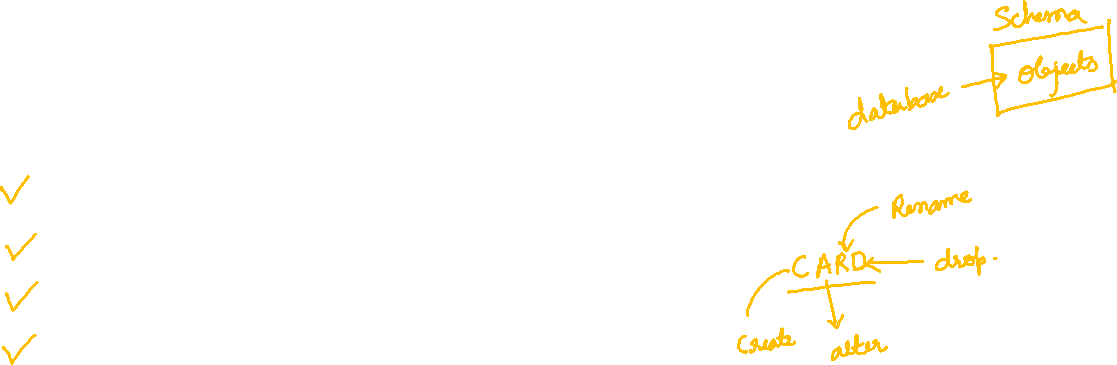 Schema
Objects
database
Rename
CARD
drop.
Create
alter